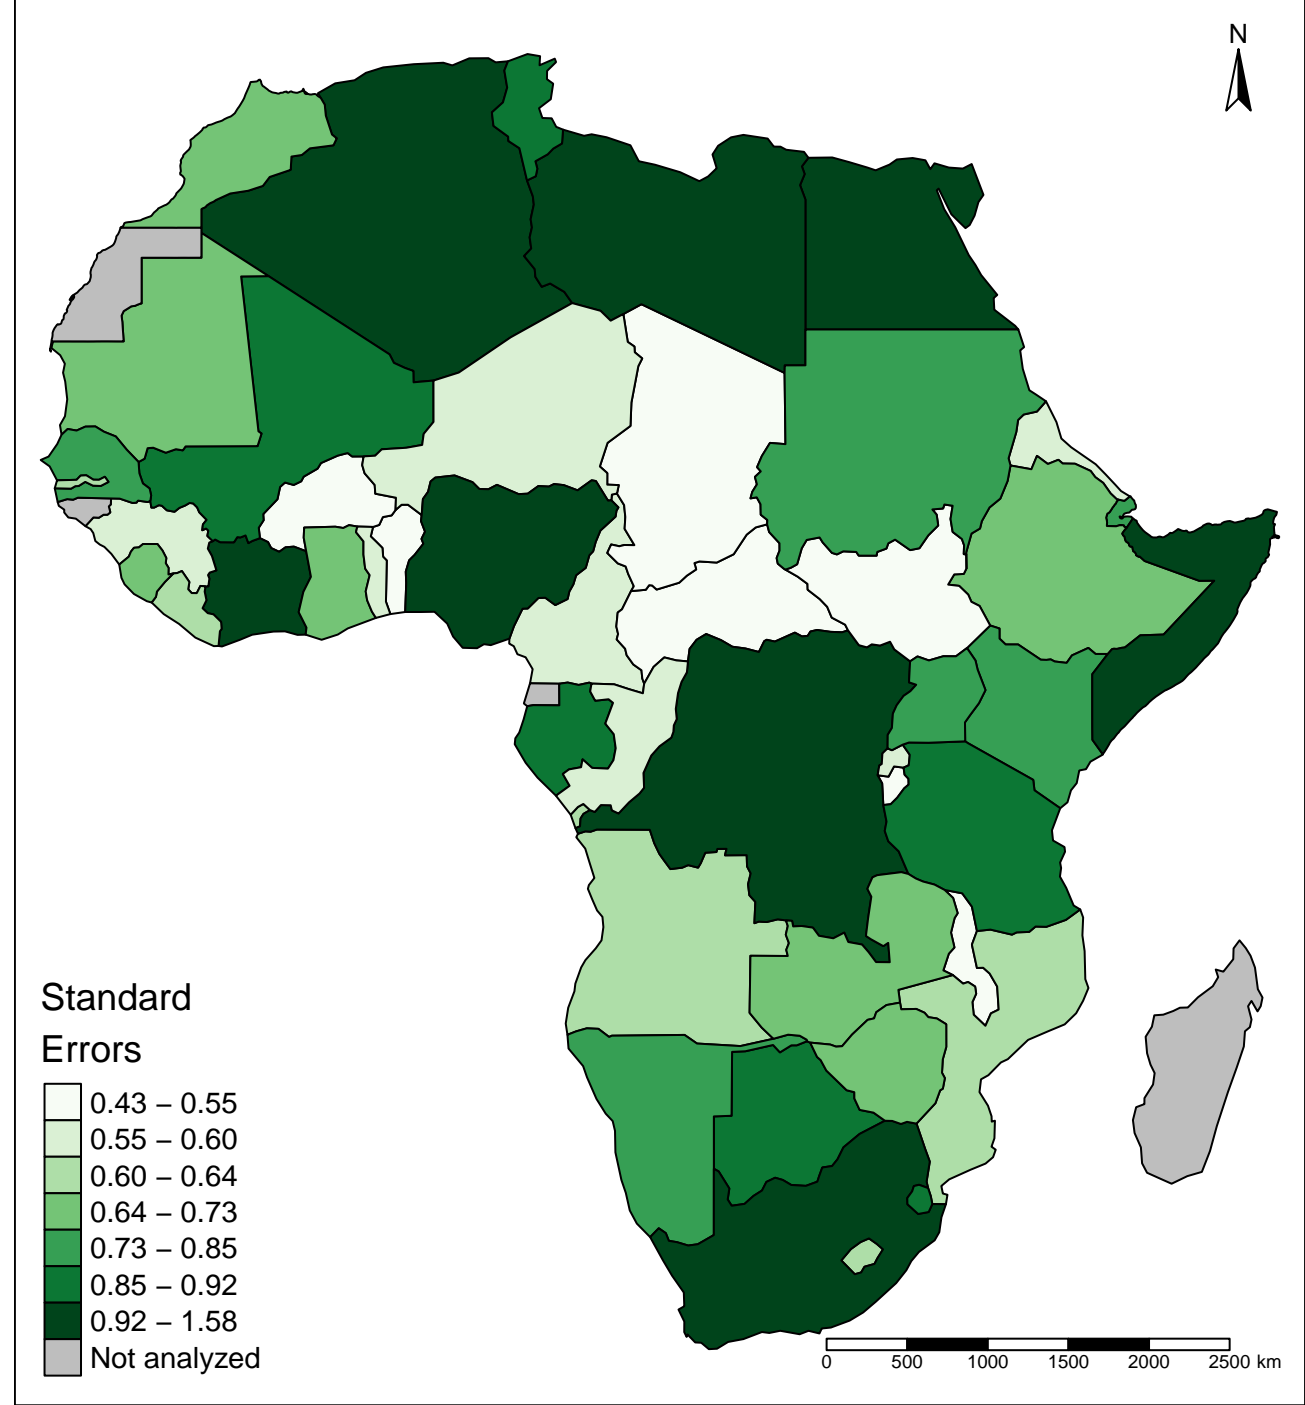 N
Standard
Errors
0.43 – 0.55
0.55 – 0.60
0.60 – 0.64
0.64 – 0.73
0.73 – 0.85
0.85 – 0.92
0.92 – 1.58
Not analyzed
0 500 1000 1500 2000 2500 km